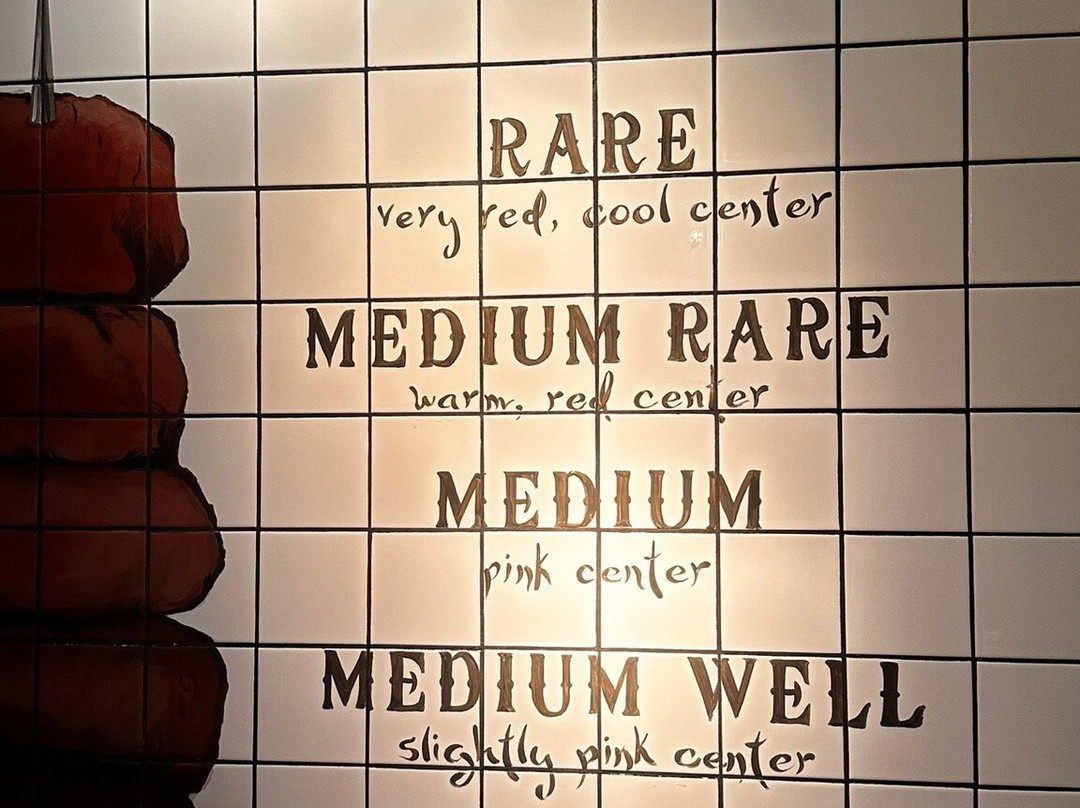 RARE
very red, cool center
MEDIUM RARE
warm, red center
MEDIUM
pink center
MEDIUM WELL
slightly pink center